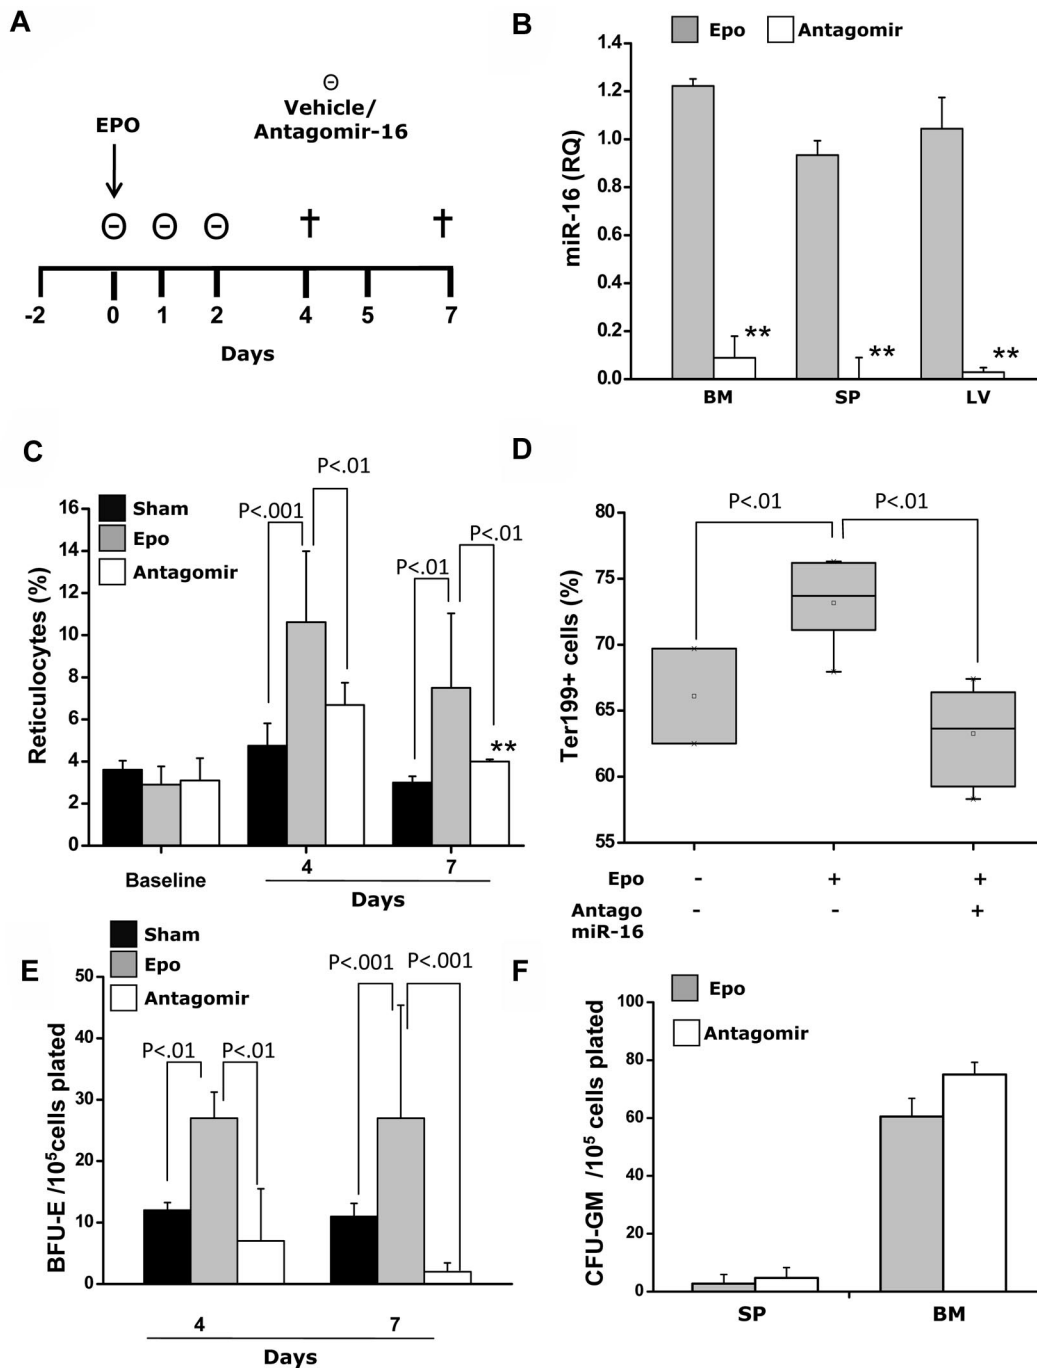 A
Θ
Vehicle/
Antagomir-16
EPO
Θ Θ Θ † †
-2 0 1 2 4 5 7
Days
B
Epo Antagomir
miR-16 (RQ)
1.4
1.2
1.0
0.8
0.6
0.4
0.2
0.0
** ** **
BM SP LV
C
P<.01
P<.001
P<.01
P<.01
Sham
Epo
Antagomir
Reticulocytes (%)
16
14
12
10
8
6
4
2
0
**
Baseline 4 7
Days
D
P<.01 P<.01
Ter199+ cells (%)
80
75
70
65
60
55
Epo - + +
Antago
miR-16 - - +
E
Sham
Epo
Antagomir
P<.001 P<.001
P<.01 P<.01
BFU-E /10⁵cells plated
50
40
30
20
10
0
4 7
Days
F
Epo
Antagomir
CFU-GM /10⁵ cells plated
100
80
60
40
20
0
SP BM